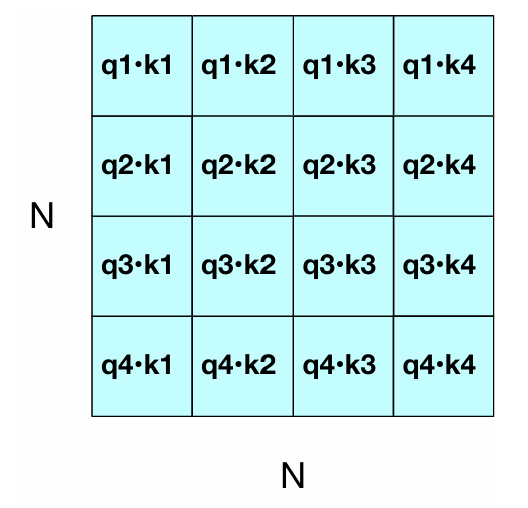 q1•k1 q1•k2 q1•k3 q1•k4
q2•k1 q2•k2 q2•k3 q2•k4
N
q3•k1 q3•k2 q3•k3 q3•k4
q4•k1 q4•k2 q4•k3 q4•k4
N